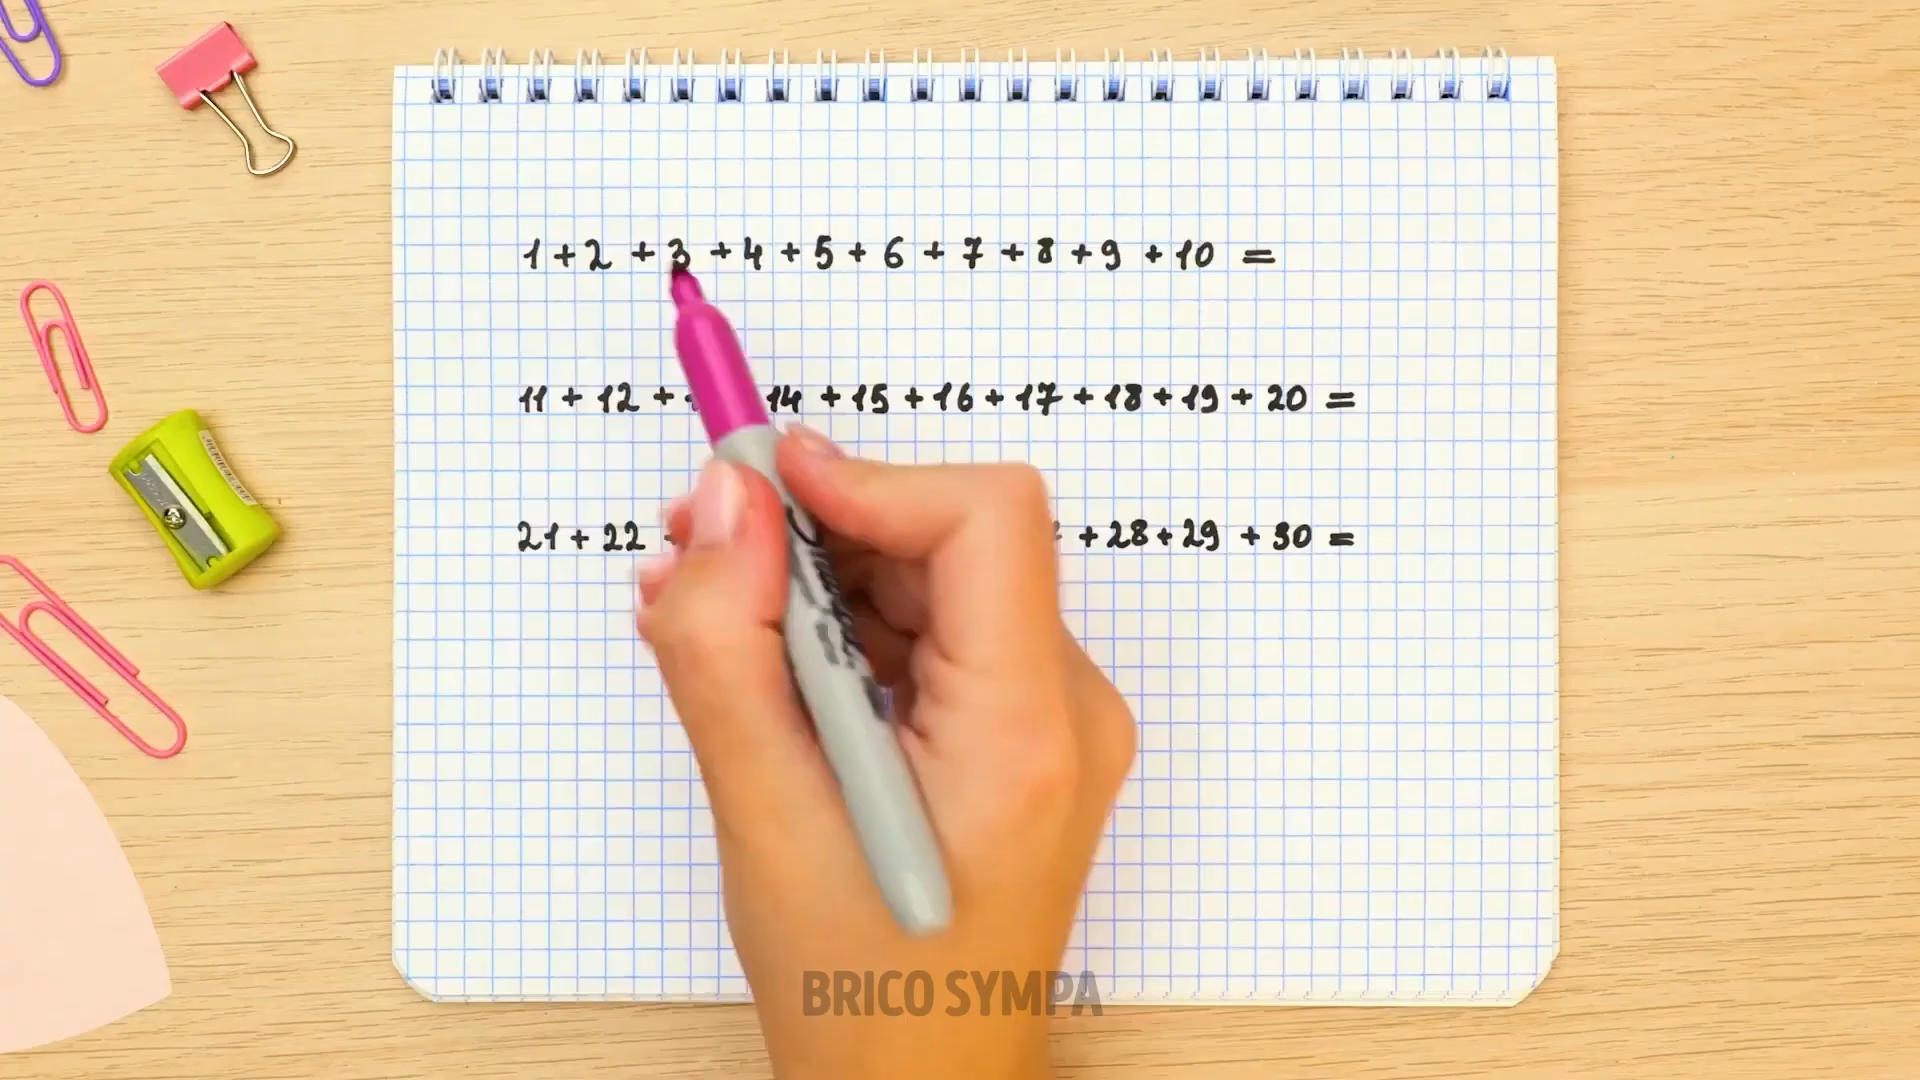 1 + 2 + 3 + 4 + 5 + 6 + 7 + 8 + 9 + 10 =
11 + 12 + 14 + 15 + 16 + 17 + 18 + 19 + 20 =
21 + 22 + 28 + 29 + 30 =
BRICO SYMPA